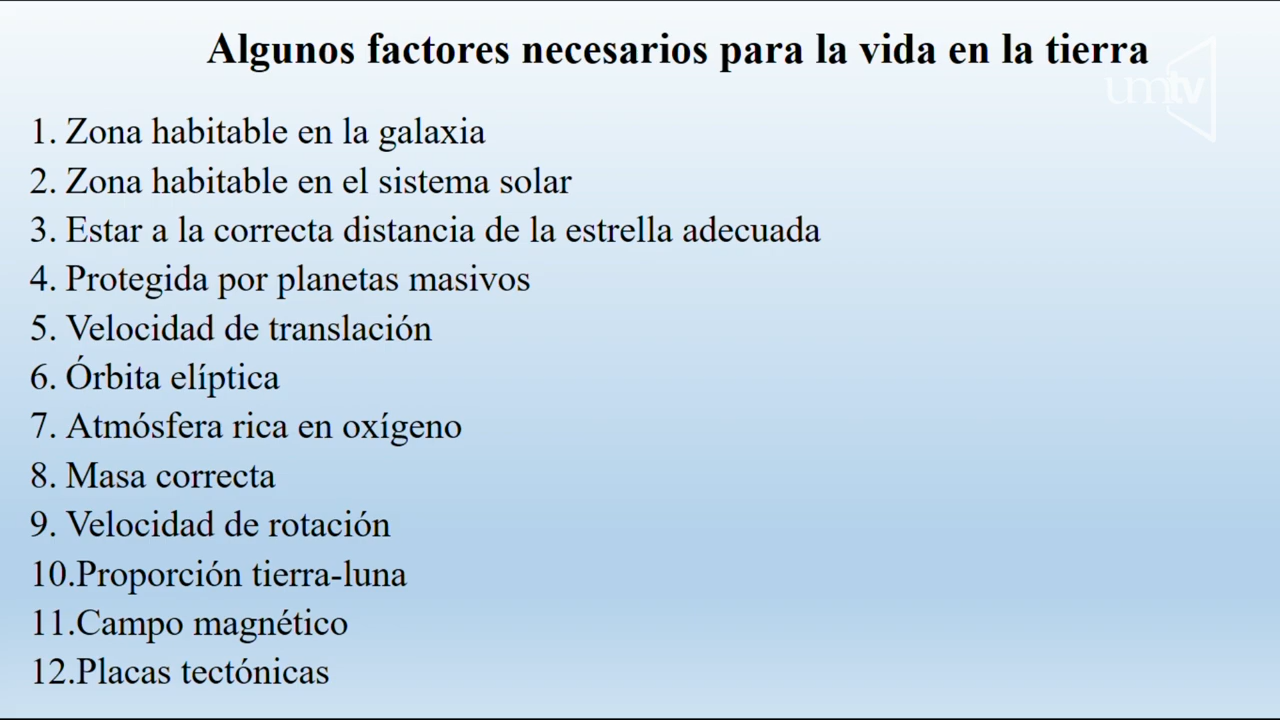 Algunos factores necesarios para la vida en la tierra
umtv
1. Zona habitable en la galaxia
2. Zona habitable en el sistema solar
3. Estar a la correcta distancia de la estrella adecuada
4. Protegida por planetas masivos
5. Velocidad de translación
6. Órbita elíptica
7. Atmósfera rica en oxígeno
8. Masa correcta
9. Velocidad de rotación
10.Proporción tierra-luna
11.Campo magnético
12.Placas tectónicas